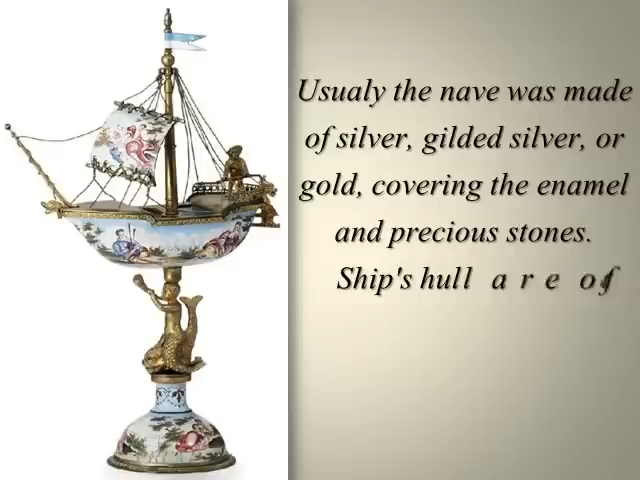 Usualy the nave was made
of silver, gilded silver, or
gold, covering the enamel
and precious stones.
Ship's hull are of